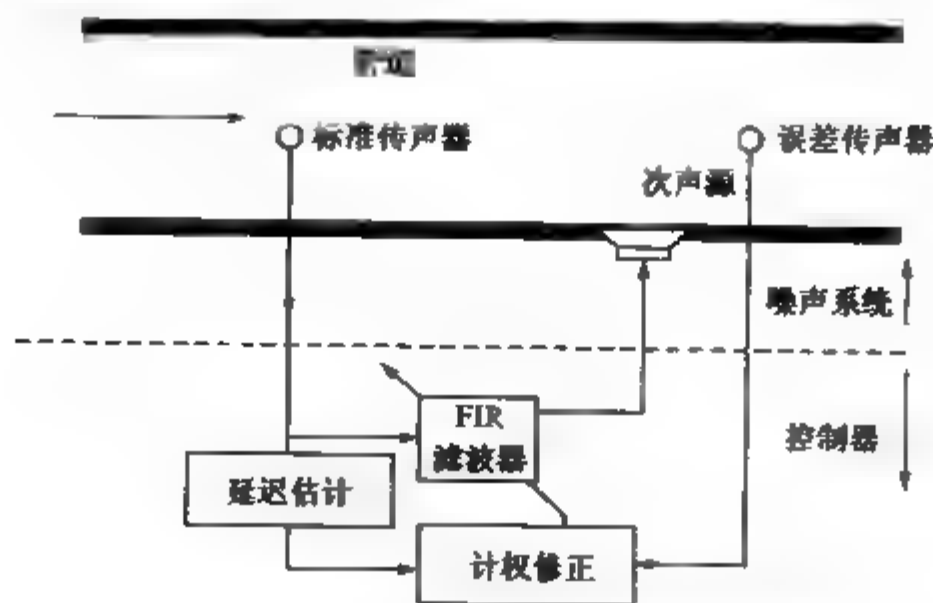 标准传声器
误差传声器
次声源
噪声系统
FIR
滤波器
控制器
延迟估计
计权修正